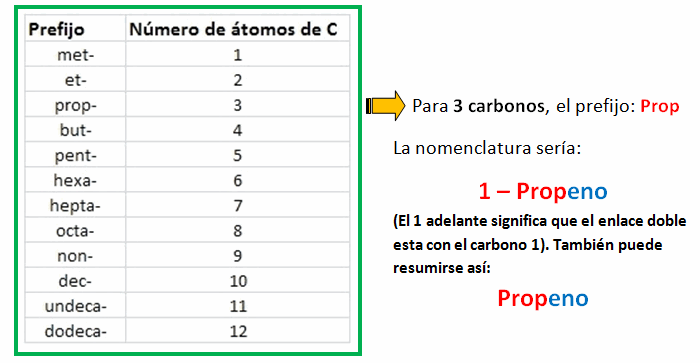 Prefijo Número de átomos de C
met- 1
et- 2
prop- 3
but- 4
pent- 5
hexa- 6
hepta- 7
octa- 8
non- 9
dec- 10
undeca- 11
dodeca- 12
Para 3 carbonos, el prefijo: Prop
La nomenclatura sería:
1 – Propeno
(El 1 adelante significa que el enlace doble
esta con el carbono 1). También puede
resumirse así:
Propeno